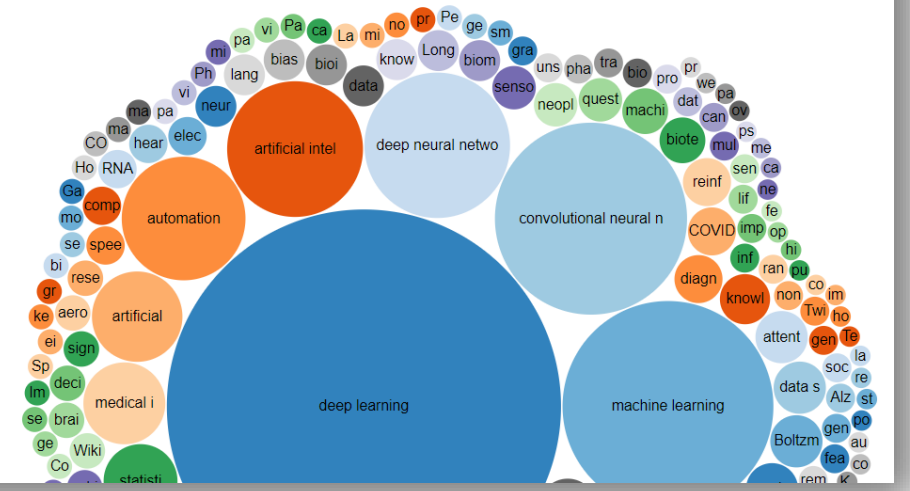 no
pr
Pe
ge
sm
gra
Pa
ca
La
mi
vi
pa
mi
bias
bioi
know
Long
biom
lang
data
senso
uns
pha
tra
bio
pro
pr
we
pa
ov
Ph
vi
neur
neopl
quest
machi
dat
can
ma
pa
ma
CO
hear
elec
artificial intel
deep neural netwo
biote
mul
ps
me
Ho
RNA
reinf
sen
ca
ne
Ga
comp
lif
fe
mo
automation
convolutional neural n
COVID
imp
op
se
spee
hi
bi
rese
diagn
inf
ran
pu
gr
knowl
non
co
im
ke
aero
artificial
Twi
ho
ei
sign
attent
gen
Te
Sp
la
Im
deci
medical i
deep learning
machine learning
soc
data s
re
Alz
st
se
brai
po
ge
Wiki
Boltzm
gen
au
Co
fea
co
statisti
rem
K